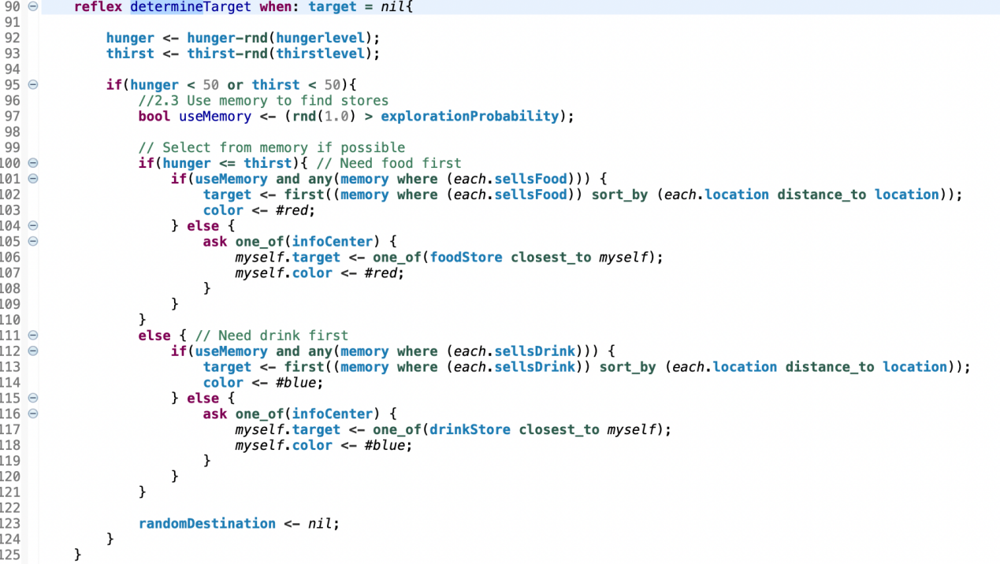 90 reflex determineTarget when: target = nil{
91
92 hunger <- hunger-rnd(hungerlevel);
93 thirst <- thirst-rnd(thirstlevel);
94
95 if(hunger < 50 or thirst < 50){
96 //2.3 Use memory to find stores
97 bool useMemory <- (rnd(1.0) > explorationProbability);
98
99 // Select from memory if possible
100 if(hunger <= thirst){ // Need food first
101 if(useMemory and any(memory where (each.sellsFood))) {
102 target <- first((memory where (each.sellsFood)) sort_by (each.location distance_to location));
103 color <- #red;
104 } else {
105 ask one_of(infoCenter) {
106 myself.target <- one_of(foodStore closest_to myself);
107 myself.color <- #red;
108 }
109 }
110 }
111 else { // Need drink first
112 if(useMemory and any(memory where (each.sellsDrink))) {
113 target <- first((memory where (each.sellsDrink)) sort_by (each.location distance_to location));
114 color <- #blue;
115 } else {
116 ask one_of(infoCenter) {
117 myself.target <- one_of(drinkStore closest_to myself);
118 myself.color <- #blue;
119 }
120 }
121 }
122
123 randomDestination <- nil;
124 }
125 }